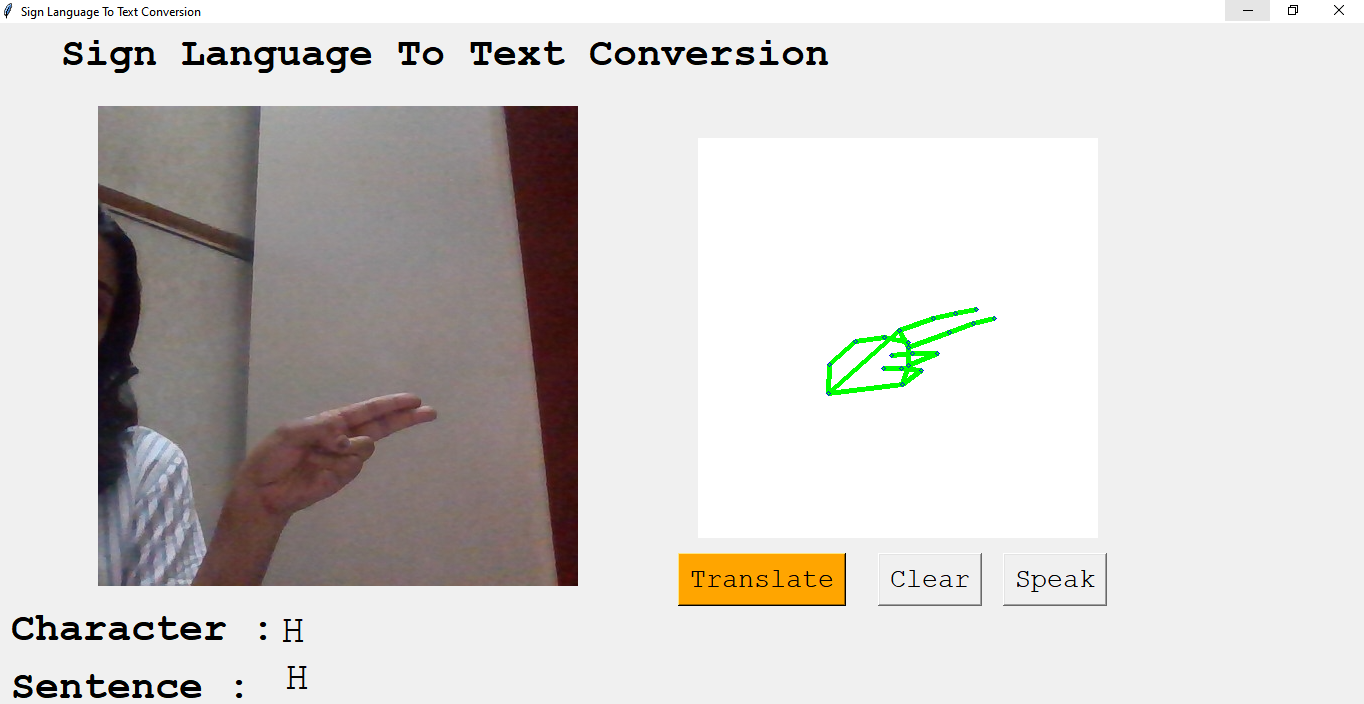 Sign Language To Text Conversion
Sign Language To Text Conversion
Translate Clear Speak
Character : H
Sentence : H